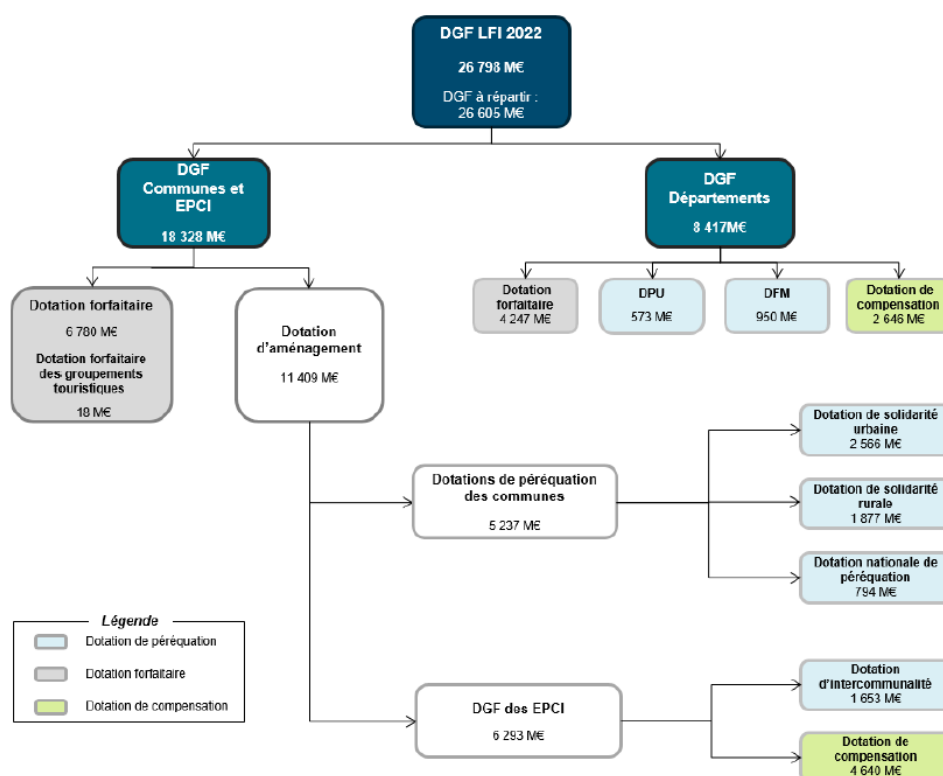 DGF LFI 2022
26 798 M€
DGF à répartir :
26 605 M€
DGF
Communes et
EPCI
18 328 M€
DGF
Départements
8 417M€
Dotation forfaitaire
6 780 M€
Dotation forfaitaire
des groupements
touristiques
18 M€
Dotation
d'aménagement
11 409 M€
Dotation
forfaitaire
4 247 M€
DPU
573 M€
DFM
950 M€
Dotation de
compensation
2 646 M€
Dotations de péréquation
des communes
5 237 M€
Dotation de solidarité
urbaine
2 566 M€
Dotation de solidarité
rurale
1 877 M€
Dotation nationale de
péréquation
794 M€
Légende
Dotation de péréquation
Dotation forfaitaire
Dotation de compensation
DGF des EPCI
6 293 M€
Dotation
d'intercommunalité
1 653 M€
Dotation de
compensation
4 640 M€